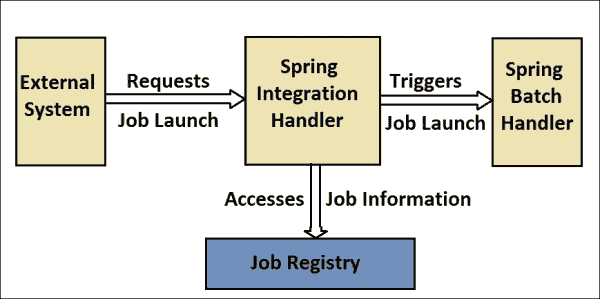 External
System
Requests
Job Launch
Spring
Integration
Handler
Triggers
Job Launch
Spring
Batch
Handler
Accesses Job Information
Job Registry